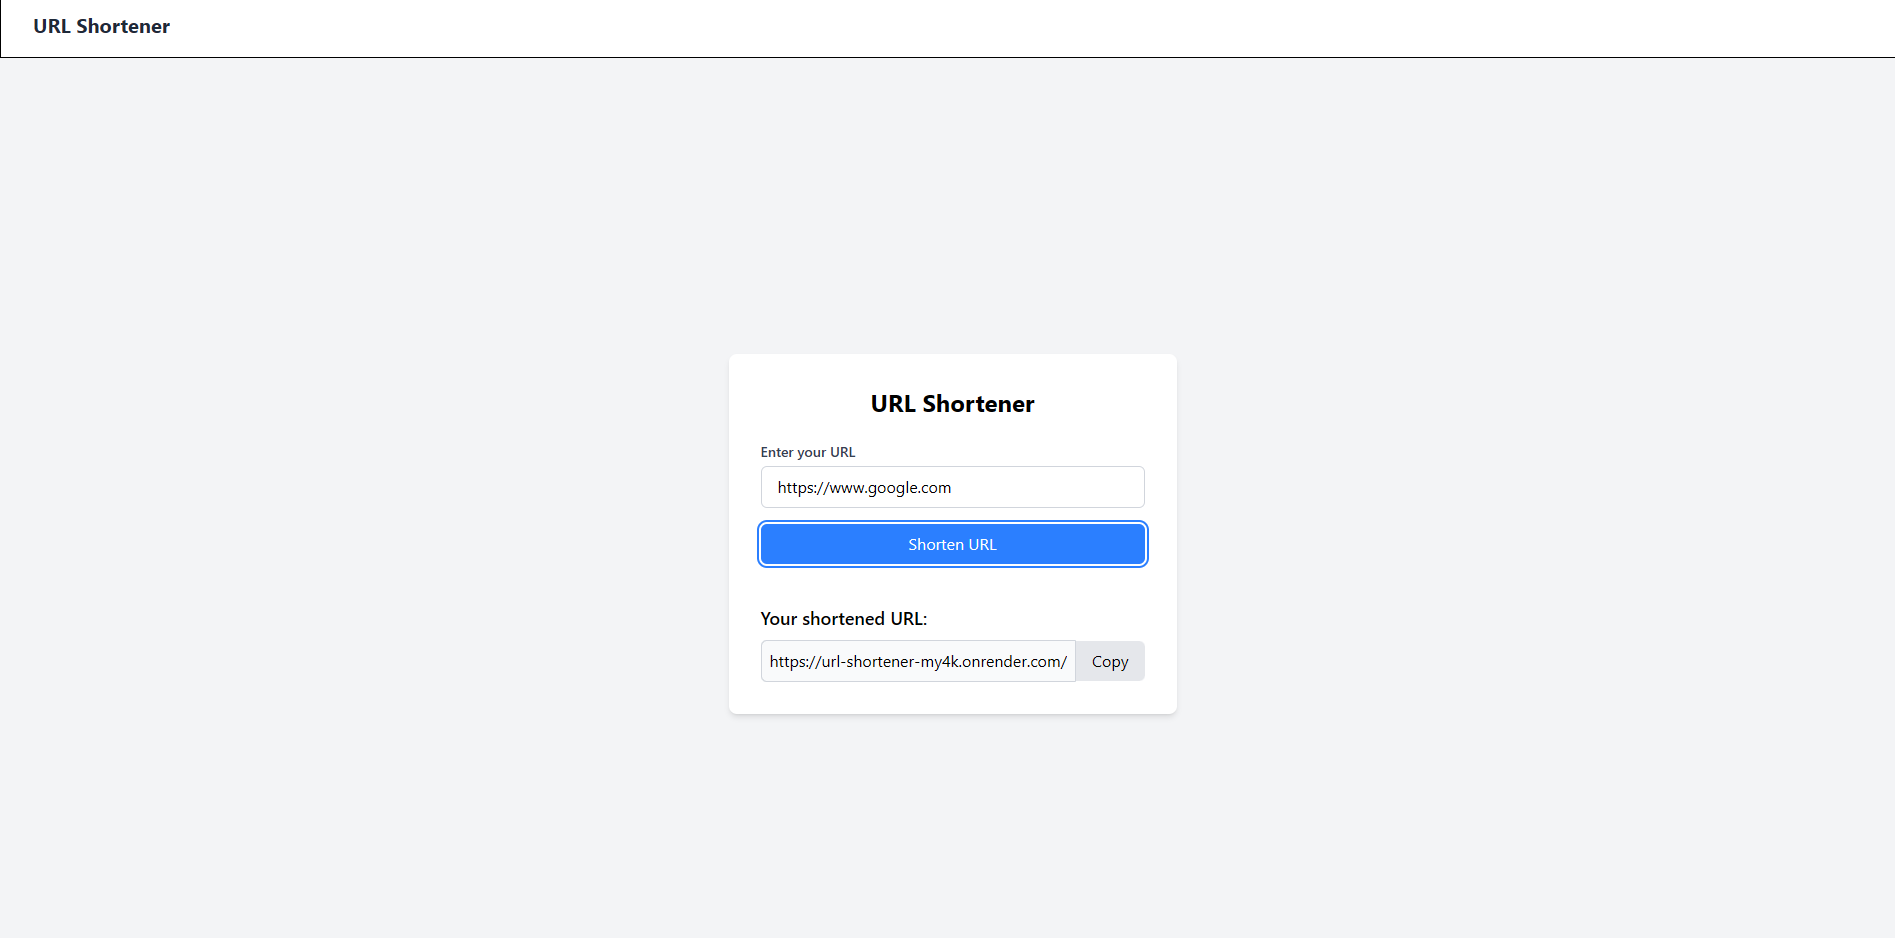 URL Shortener
URL Shortener
Enter your URL
https://www.google.com
Shorten URL
Your shortened URL:
https://url-shortener-my4k.onrender.com/
Copy